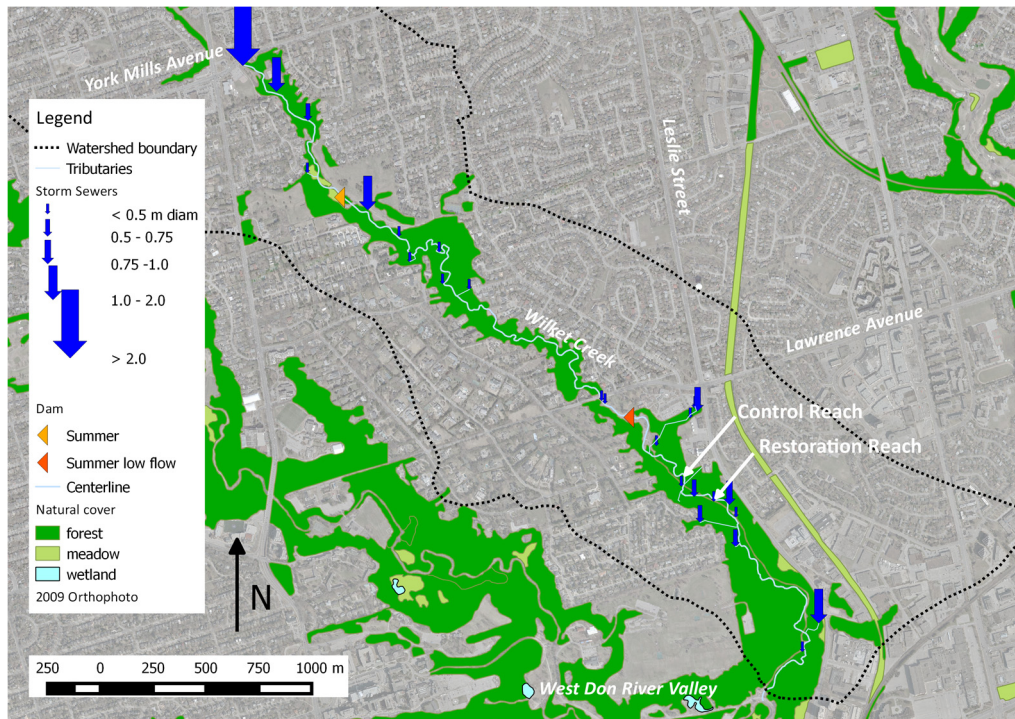 York Mills Avenue
Legend
Watershed boundary
Tributaries
Storm Sewers
< 0.5 m diam
0.5 - 0.75
0.75 -1.0
1.0 - 2.0
> 2.0
Dam
Summer
Summer low flow
Centerline
Natural cover
forest
meadow
wetland
2009 Orthophoto
N
Leslie Street
Wilket Creek
Lawrence Avenue
Control Reach
Restoration Reach
West Don River Valley
250 0 250 500 750 1000 m